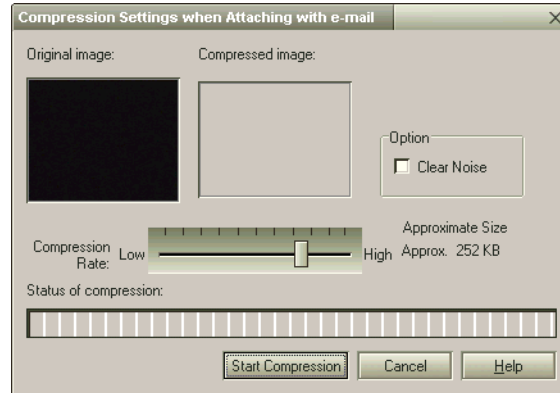 Compression Settings when Attaching with e-mail
Original image:
Compressed image:
Option
Clear Noise
Compression Rate:
Low
High
Approximate Size
Approx. 252 KB
Status of compression:
Start Compression
Cancel
Help